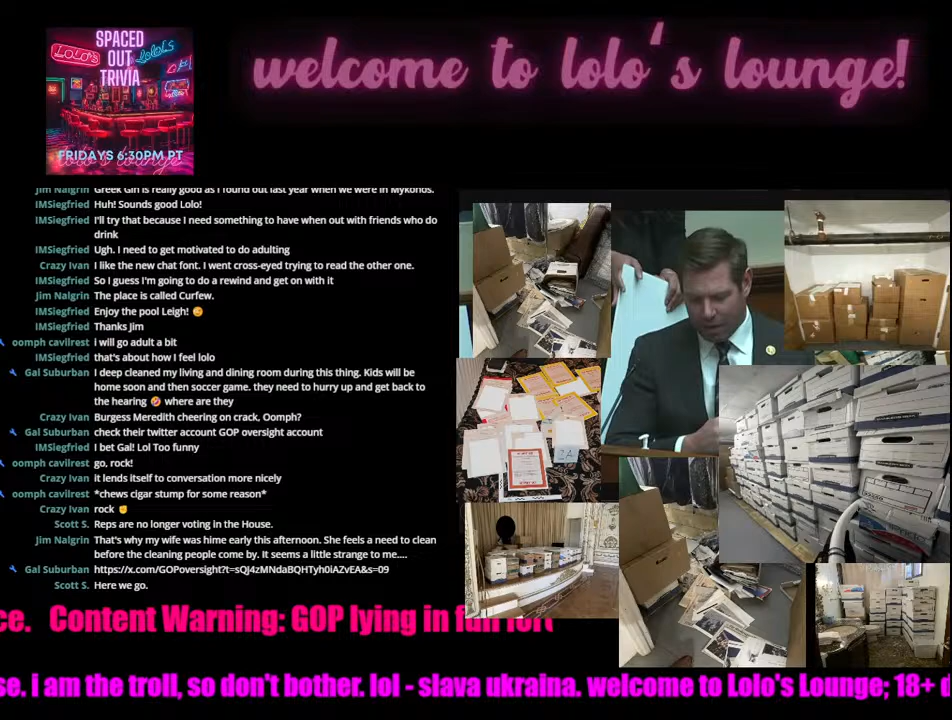 SPACED
OUT
TRIVIA
LOLO'S
FRIDAYS 6:30PM PT
lolo's lounge
welcome to lolo's lounge!
Jim Nalgrin Greek Gin is really good as I found out last year when we were in Mykonos.
IMSiegfried Huh! Sounds good Lolo!
IMSiegfried I'll try that because I need something to have when out with friends who do
drink
IMSiegfried Ugh. I need to get motivated to do adulting
Crazy Ivan I like the new chat font. I went cross-eyed trying to read the other one.
IMSiegfried So I guess I'm going to do a rewind and get on with it
Jim Nalgrin The place is called Curfew.
IMSiegfried Enjoy the pool Leigh! 🥰
IMSiegfried Thanks Jim
oomph cavilrest i will go adult a bit
IMSiegfried that's about how I feel lolo
Gal Suburban I deep cleaned my living and dining room during this thing. Kids will be
home soon and then soccer game. they need to hurry up and get back to
the hearing 🤣 where are they
Crazy Ivan Burgess Meredith cheering on crack, Oomph?
Gal Suburban check their twitter account GOP oversight account
IMSiegfried I bet Gal! Lol Too funny
oomph cavilrest go, rock!
Crazy Ivan it lends itself to conversation more nicely
oomph cavilrest *chews cigar stump for some reason*
Crazy Ivan rock ✊
Scott S. Reps are no longer voting in the House.
Jim Nalgrin That's why my wife was hime early this afternoon. She feels a need to clean
before the cleaning people come by. It seems a little strange to me....
Gal Suburban https://x.com/GOPoversight?t=sQJ4zMNdaBQHTyh0iAZvEA&s=09
Scott S. Here we go.
ce. Content Warning: GOP lying in full
se. i am the troll, so don't bother. lol - slava ukraina. welcome to Lolo's Lounge; 18+